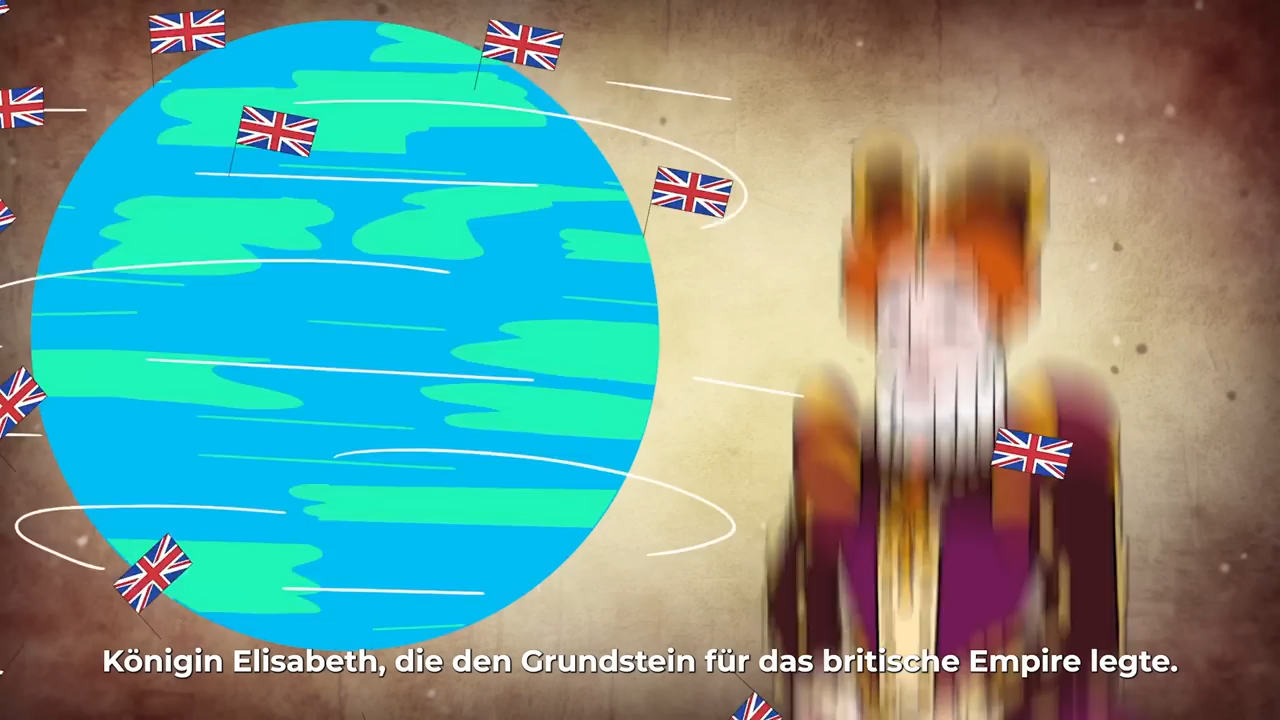 Königin Elisabeth, die den Grundstein für das britische Empire legte.